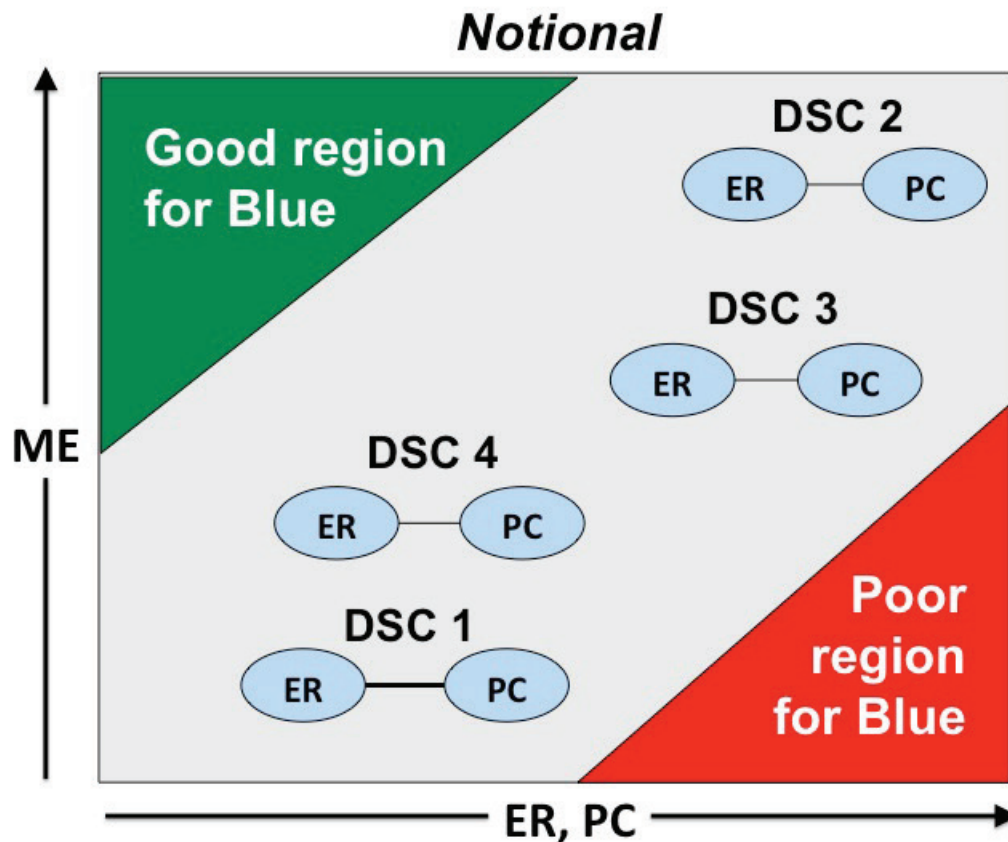 Notional
Good region
for Blue
DSC 2
ER
PC
DSC 3
ER
PC
ME
DSC 4
ER
PC
DSC 1
ER
PC
Poor
region
for Blue
ER, PC